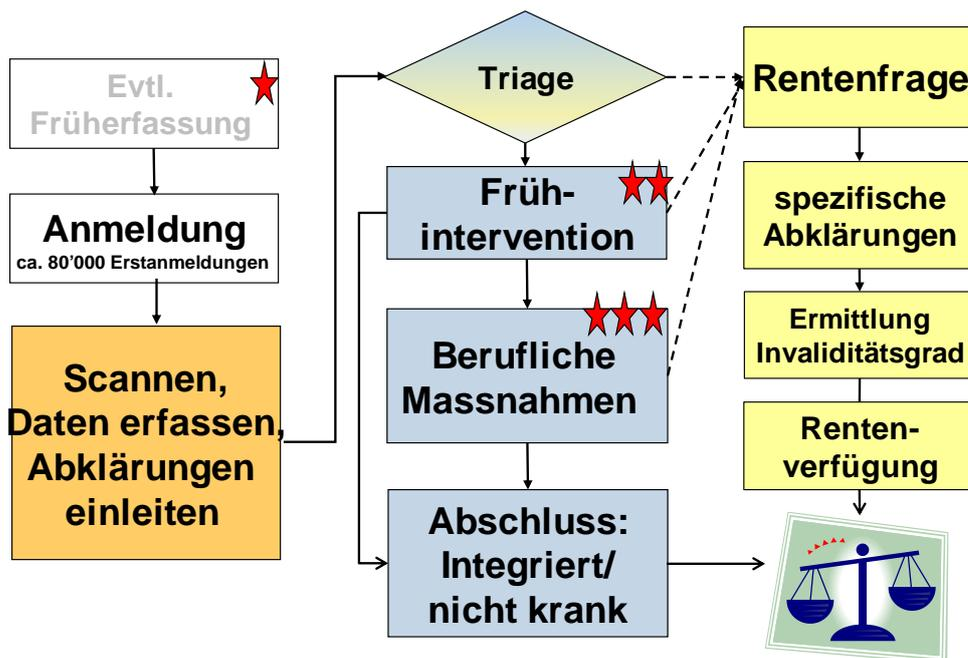 Evtl.
Früherfassung
Anmeldung
ca. 80’000 Erstanmeldungen
Scannen,
Daten erfassen,
Abklärungen
einleiten
Triage
Früh-
intervention
Berufliche
Massnahmen
Abschluss:
Integriert/
nicht krank
Rentenfrage
spezifische
Abklärungen
Ermittlung
Invaliditätsgrad
Renten-
verfügung